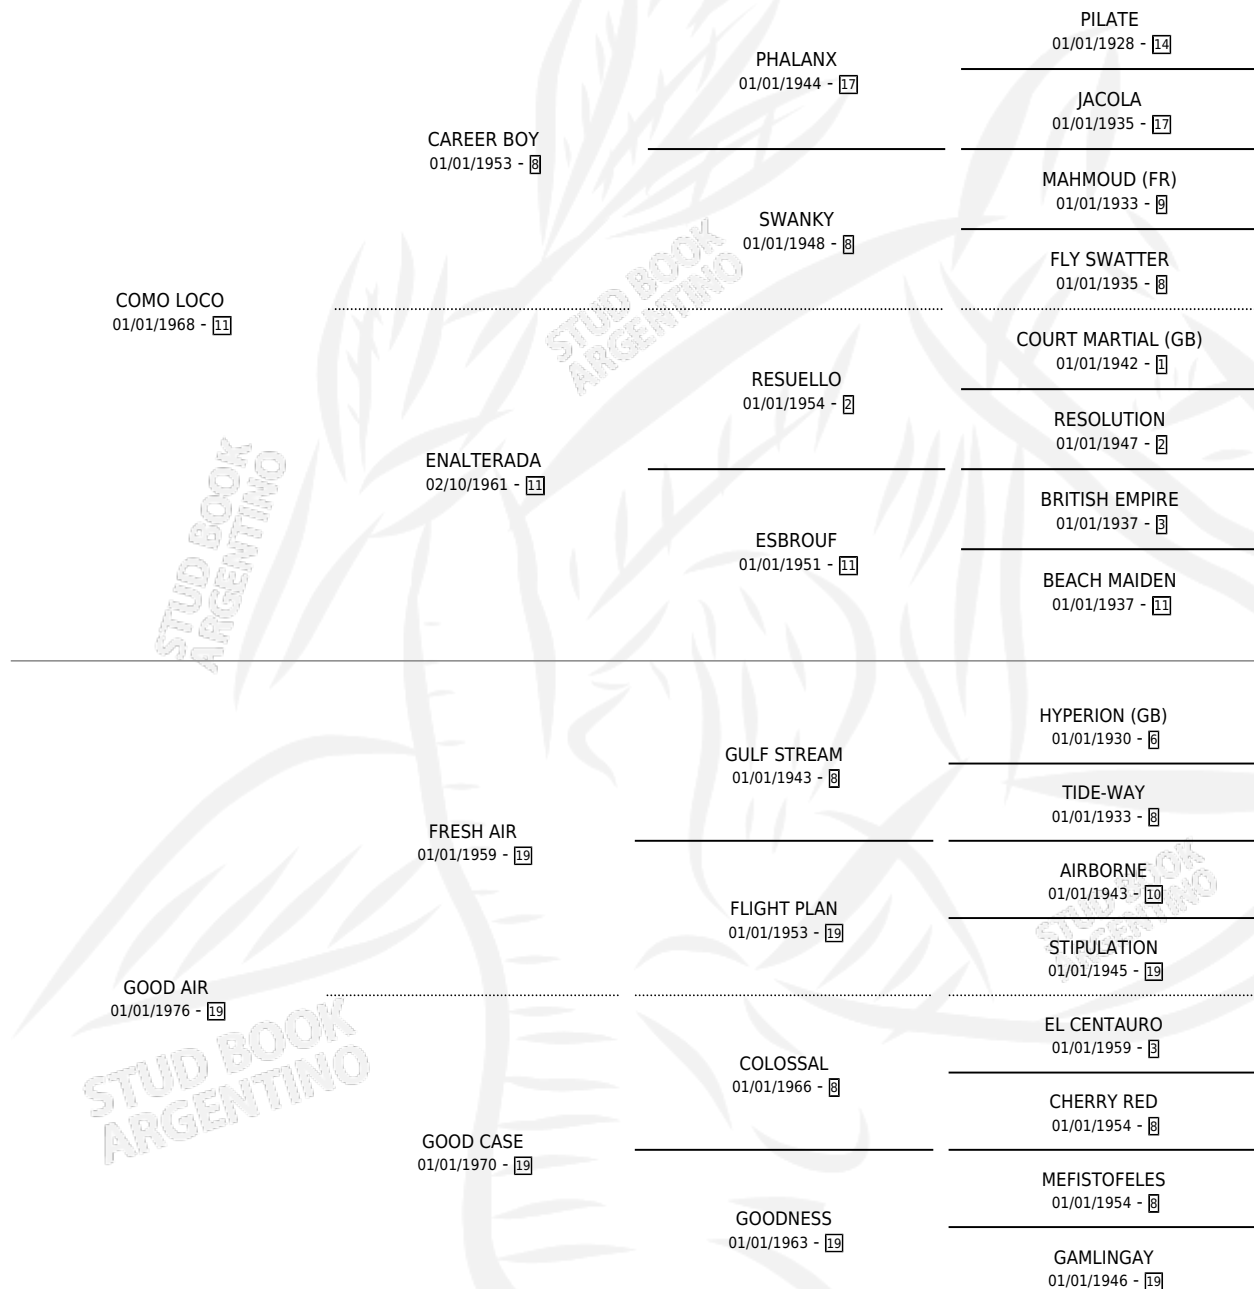 PILATE
01/01/1928 - 14
PHALANX
01/01/1944 - 17
JACOLA
01/01/1935 - 17
CAREER BOY
01/01/1953 - 8
MAHMOUD (FR)
01/01/1933 - 9
SWANKY
01/01/1948 - 8
FLY SWATTER
01/01/1935 - 8
COMO LOCO
01/01/1968 - 11
COURT MARTIAL (GB)
01/01/1942 - 1
RESUELLO
01/01/1954 - 2
RESOLUTION
01/01/1947 - 2
ENALTERADA
02/10/1961 - 11
BRITISH EMPIRE
01/01/1937 - 3
ESBROUF
01/01/1951 - 11
BEACH MAIDEN
01/01/1937 - 11
HYPERION (GB)
01/01/1930 - 6
GULF STREAM
01/01/1943 - 8
TIDE-WAY
01/01/1933 - 8
FRESH AIR
01/01/1959 - 19
AIRBORNE
01/01/1943 - 10
FLIGHT PLAN
01/01/1953 - 19
STIPULATION
01/01/1945 - 19
GOOD AIR
01/01/1976 - 19
EL CENTAURO
01/01/1959 - 3
COLOSSAL
01/01/1966 - 8
CHERRY RED
01/01/1954 - 8
GOOD CASE
01/01/1970 - 19
MEFISTOFELES
01/01/1954 - 8
GOODNESS
01/01/1963 - 19
GAMLINGAY
01/01/1946 - 19
STUD BOOK
ARGENTINO
STUD BOOK
ARGENTINO
STUD BOOK
ARGENTINO
STUD BOOK
ARGENTINO